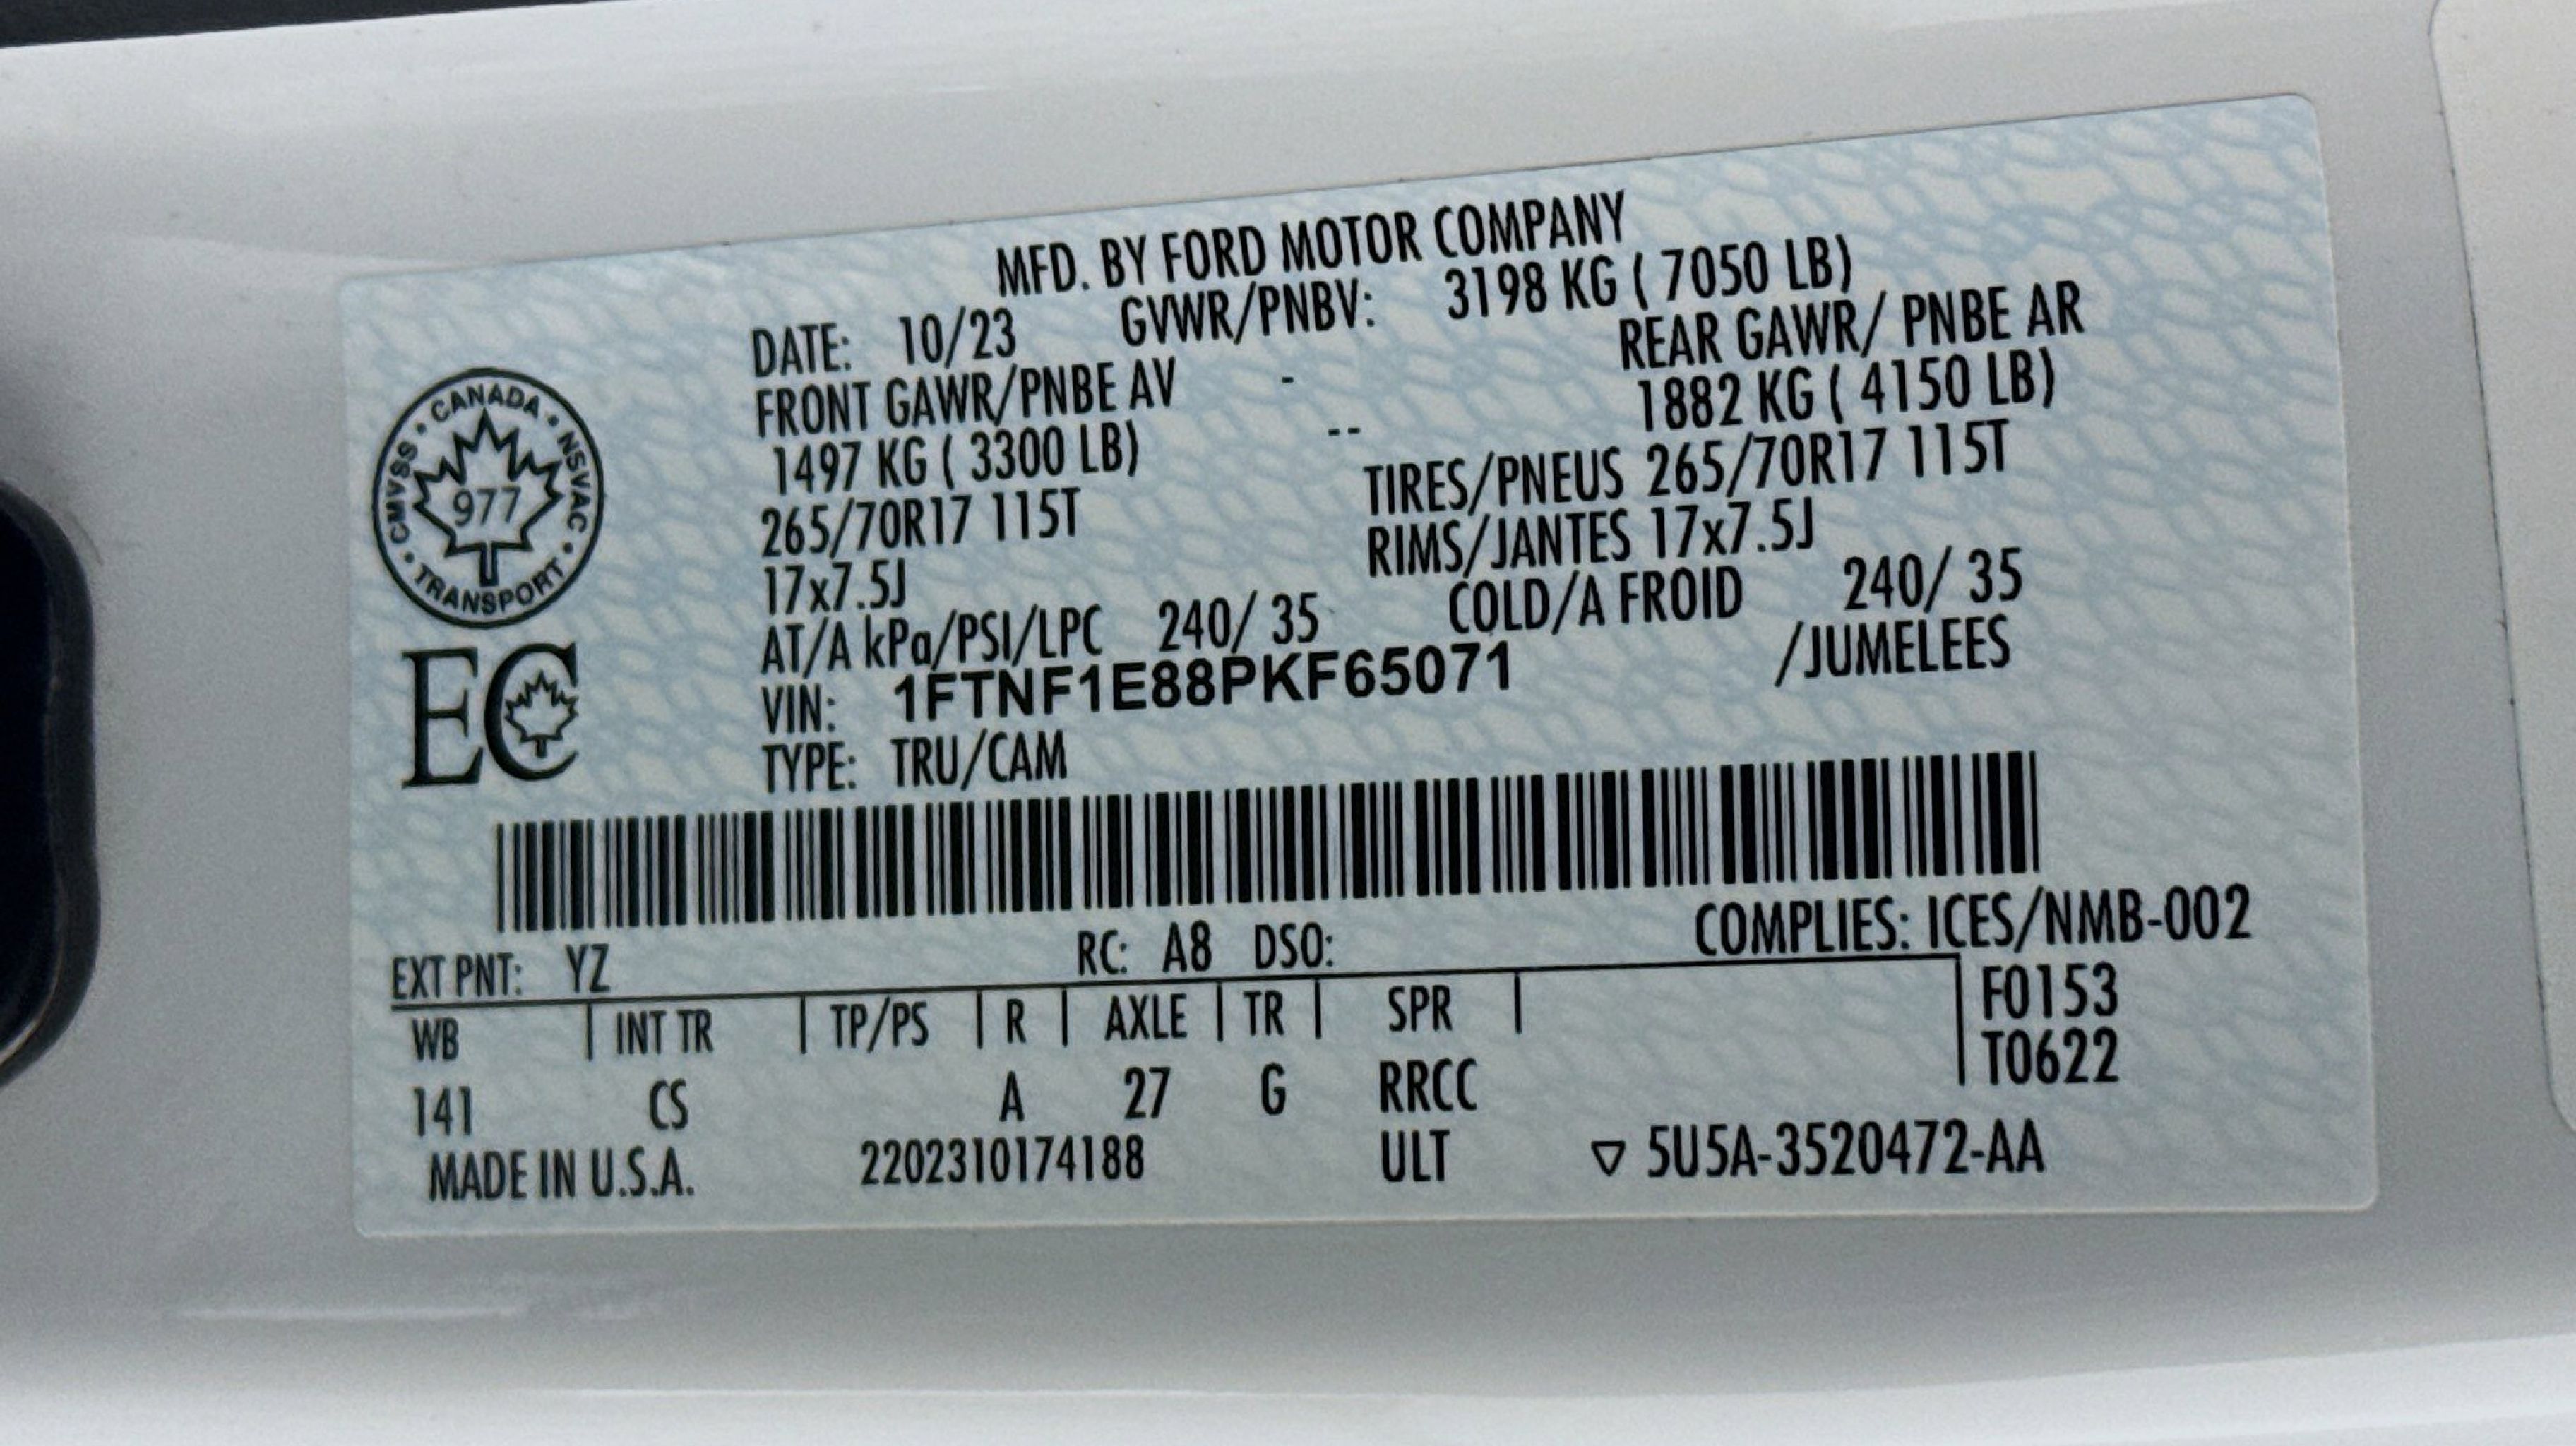 MFD. BY FORD MOTOR COMPANY
DATE: 10/23 GVWR/PNBV: 3198 KG ( 7050 LB)
FRONT GAWR/PNBE AV - REAR GAWR/ PNBE AR
1497 KG ( 3300 LB) -- 1882 KG ( 4150 LB)
265/70R17 115T TIRES/PNEUS 265/70R17 115T
17x7.5J RIMS/JANTES 17x7.5J
AT/A kPa/PSI/LPC 240/ 35 COLD/A FROID 240/ 35
VIN: 1FTNF1E88PKF65071 /JUMELEES
TYPE: TRU/CAM
CANADA • NSVAC • TRANSPORT • CMVSS •
977
EC
EXT PNT: YZ RC: A8 DSO: COMPLIES: ICES/NMB-002
WB | INT TR | TP/PS | R | AXLE | TR | SPR | F0153
T0622
141 CS A 27 G RRCC
MADE IN U.S.A. 2202310174188 ULT ▽ 5U5A-3520472-AA